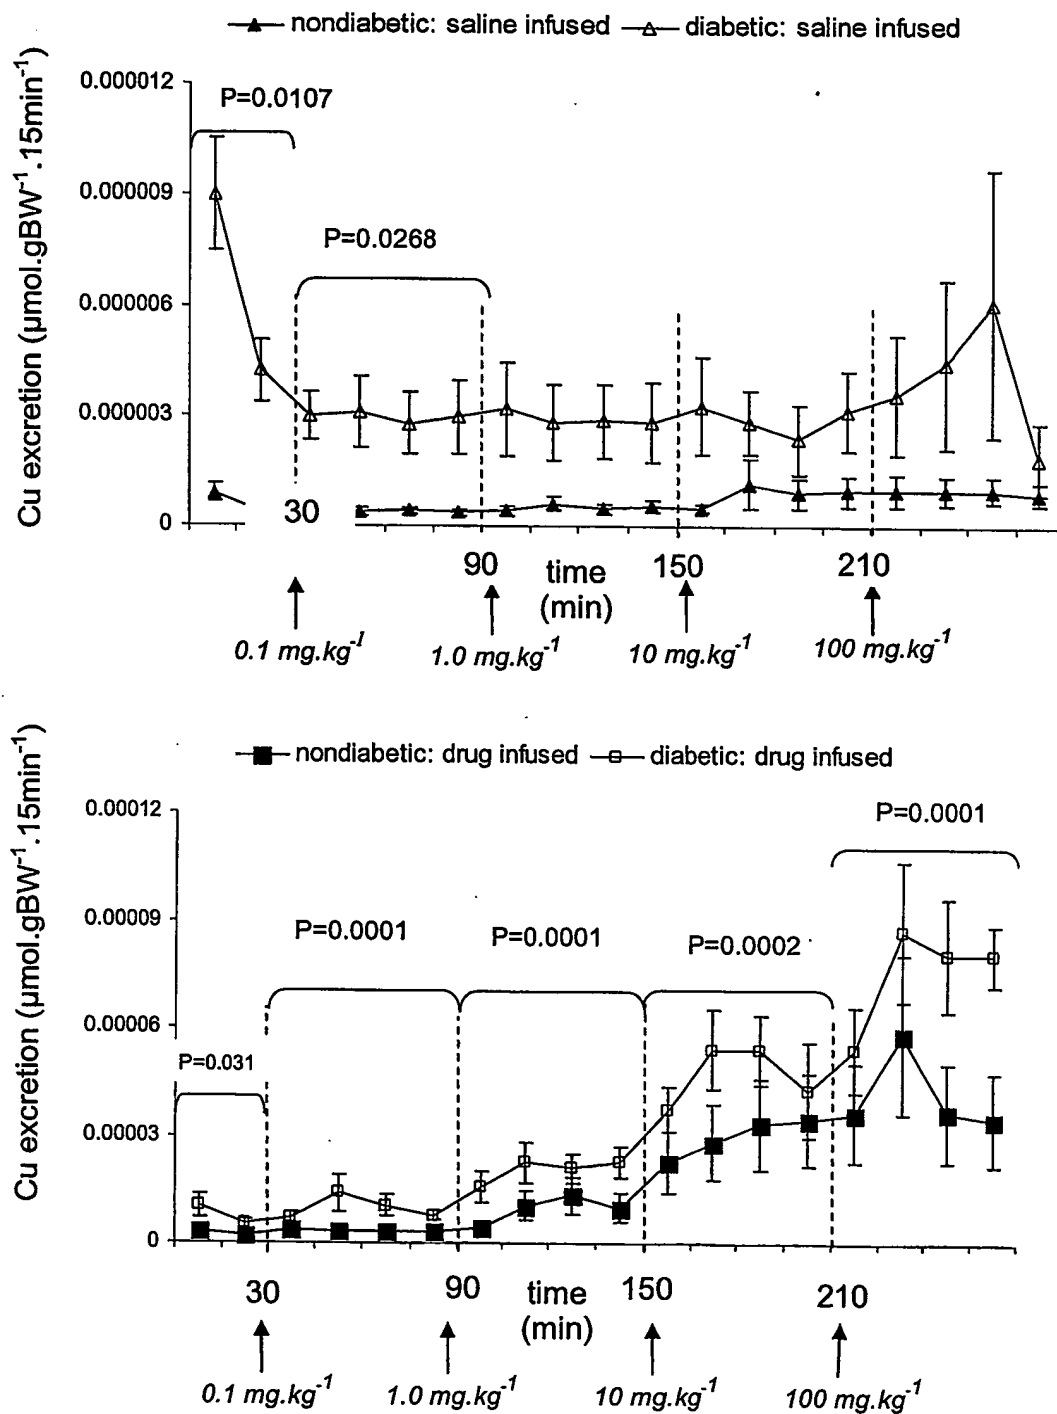 nondiabetic: saline infused diabetic: saline infused
Cu excretion (µmol.gBW⁻¹.15min⁻¹)
0.000012
P=0.0107
0.000009
P=0.0268
0.000006
0.000003
0
30
90
time
(min)
150
210
0.1 mg.kg⁻¹
1.0 mg.kg⁻¹
10 mg.kg⁻¹
100 mg.kg⁻¹
nondiabetic: drug infused diabetic: drug infused
Cu excretion (µmol.gBW⁻¹.15min⁻¹)
0.00012
P=0.0001
0.00009
P=0.0001
P=0.0001
P=0.0002
0.00006
P=0.031
0.00003
0
30
90
time
(min)
150
210
0.1 mg.kg⁻¹
1.0 mg.kg⁻¹
10 mg.kg⁻¹
100 mg.kg⁻¹